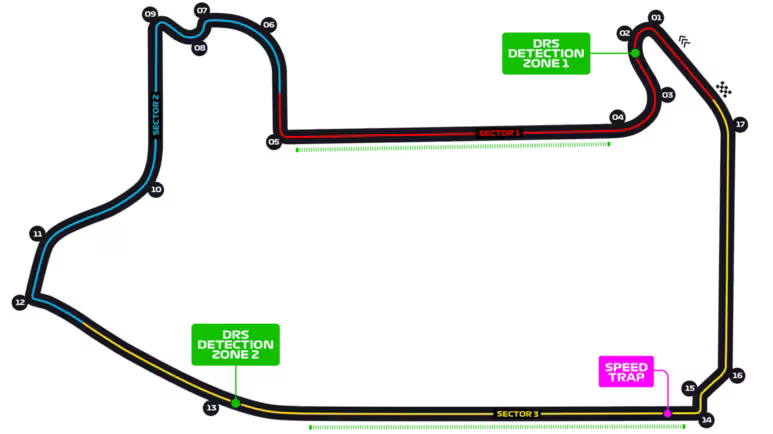 09
07
06
08
01
02
DRS
DETECTION
ZONE 1
03
SECTOR 2
04
17
SECTOR 1
05
10
11
12
DRS
DETECTION
ZONE 2
SPEED
TRAP
16
15
13
SECTOR 3
14